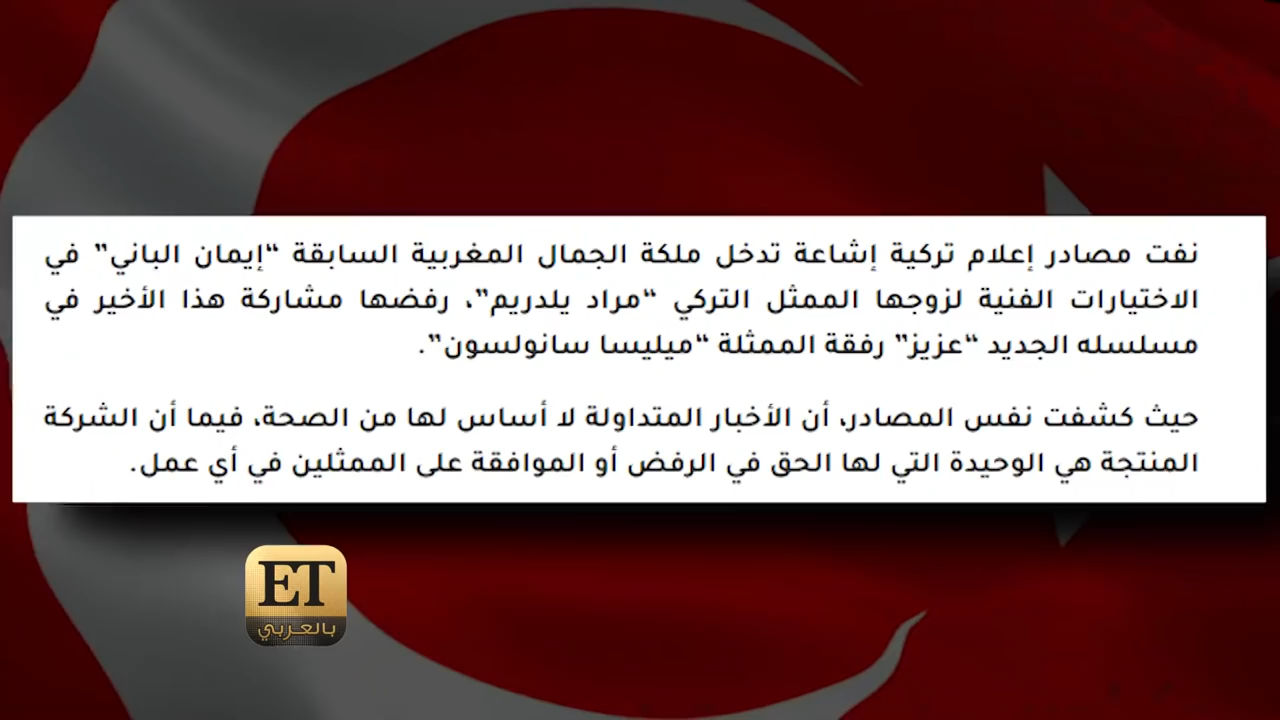 نفت مصادر إعلام تركية إشاعة تدخل ملكة الجمال المغربية السابقة “إيمان الباني” في
الاختيارات الفنية لزوجها الممثل التركي “مراد يلدريم”، رفضها مشاركة هذا الأخير في
مسلسله الجديد “عزيز” رفقة الممثلة “ميليسا سانولسون”.
حيث كشفت نفس المصادر، أن الأخبار المتداولة لا أساس لها من الصحة، فيما أن الشركة
المنتجة هي الوحيدة التي لها الحق في الرفض أو الموافقة على الممثلين في أي عمل.
ET
بالعربي